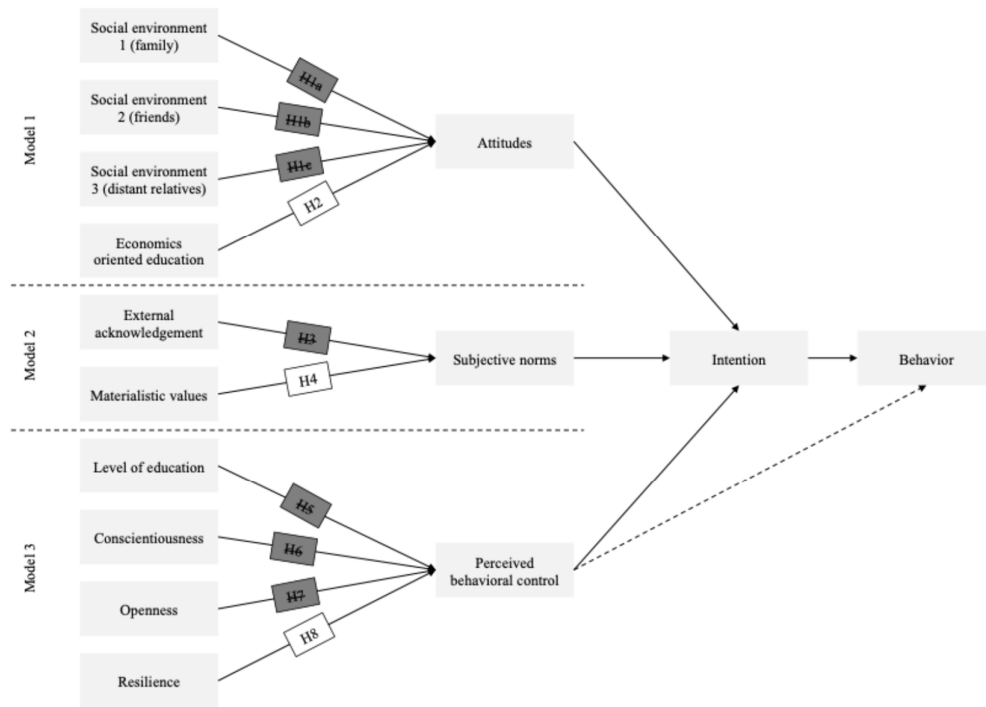 Model 1
Social environment
1 (family)
H1a
Social environment
2 (friends)
H1b
Social environment
3 (distant relatives)
H1c
Economics
oriented education
H2
Attitudes
Model 2
External
acknowledgement
H3
Materialistic values
H4
Subjective norms
Intention
Behavior
Model 3
Level of education
H5
Conscientiousness
H6
Openness
H7
Resilience
H8
Perceived
behavioral control